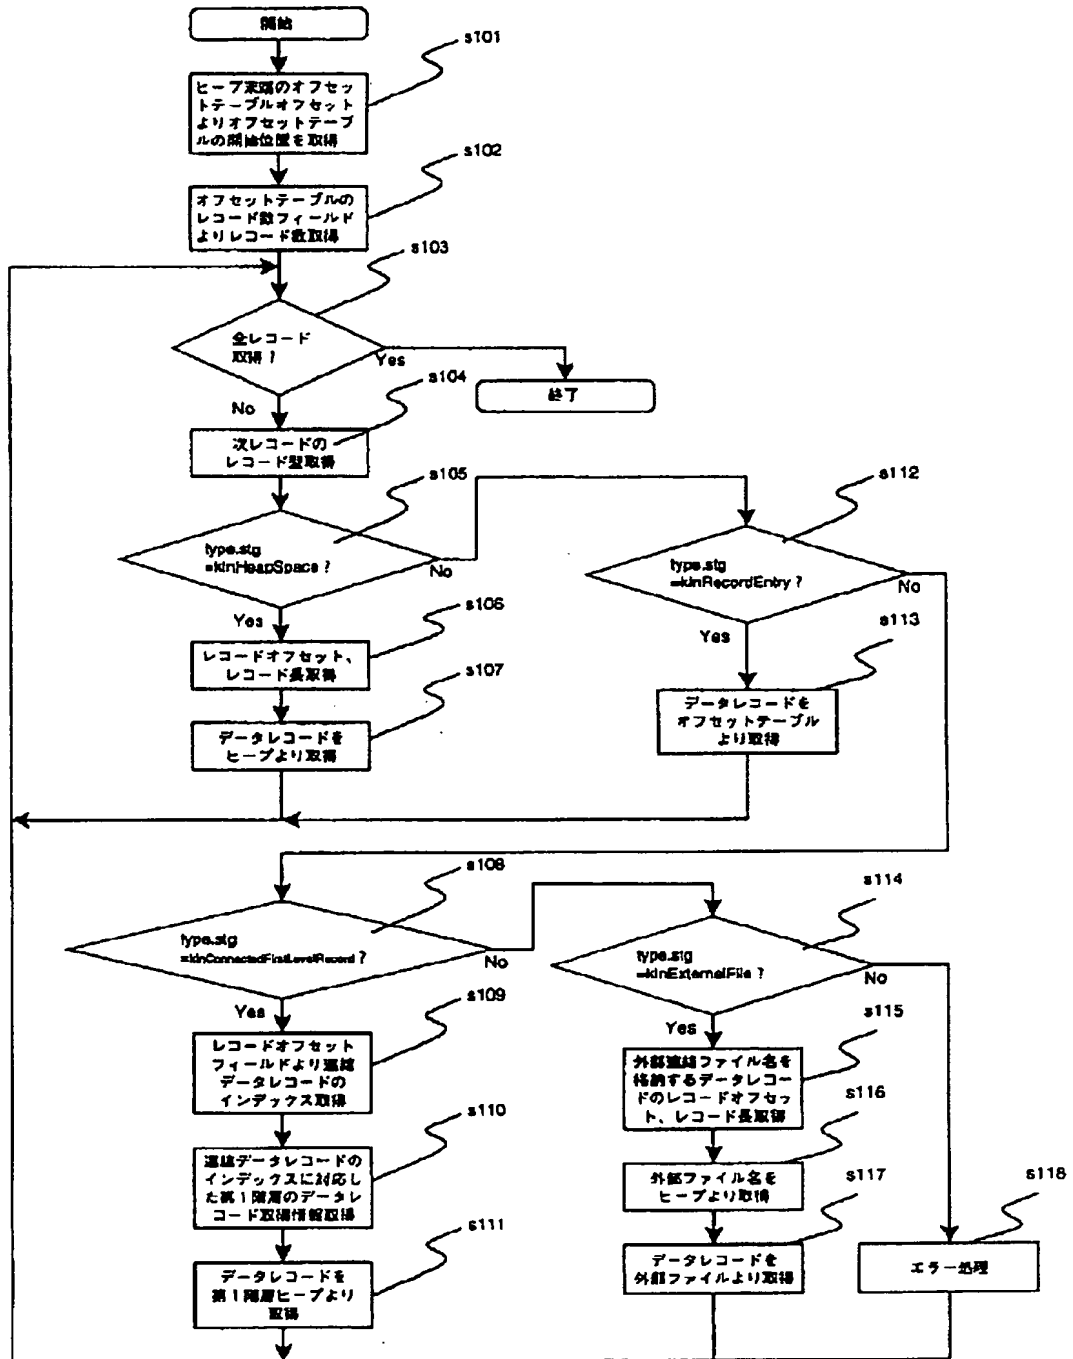 開始
s101
ヒープ末端のオフセッ
トテーブルオフセット
よりオフセットテーブ
ルの開始位置を取得
s102
オフセットテーブルの
レコード数フィールド
よりレコード数取得
s103
全レコード
取得？
Yes
終了
No
s104
次レコードの
レコード型取得
s105
type.stg
=kInHeapSpace ?
No
Yes
s112
type.stg
=kInRecordEntry ?
No
Yes
s106
レコードオフセット、
レコード長取得
s107
データレコードを
ヒープより取得
s113
データレコードを
オフセットテーブル
より取得
s108
type.stg
=kInConnectedFirstLevelRecord ?
No
Yes
s114
type.stg
=kInExternalFile ?
No
Yes
s109
レコードオフセット
フィールドより連結
データレコードの
インデックス取得
s110
連結データレコードの
インデックスに対応し
た第１階層のデータレ
コード取得情報取得
s111
データレコードを
第１階層ヒープより
取得
s115
外部連結ファイル名を
格納するデータレコー
ドのレコードオフセッ
ト、レコード長取得
s116
外部ファイル名を
ヒープより取得
s117
データレコードを
外部ファイルより取得
s118
エラー処理